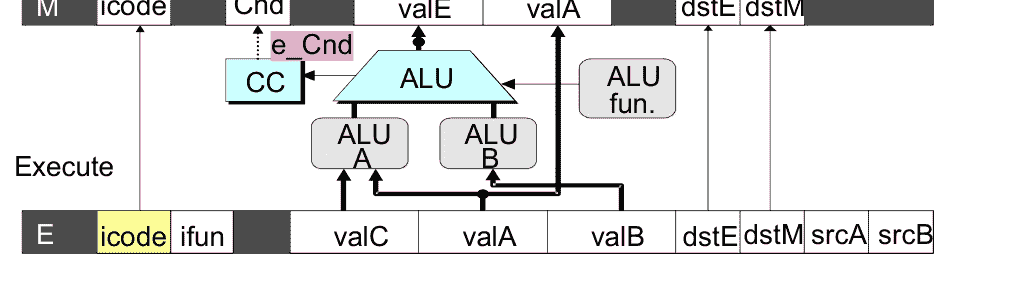 M icode Cnd valE valA dstE dstM
e_Cnd
CC ALU ALU
fun.
ALU
A
ALU
B
Execute
E icode ifun valC valA valB dstE dstM srcA srcB